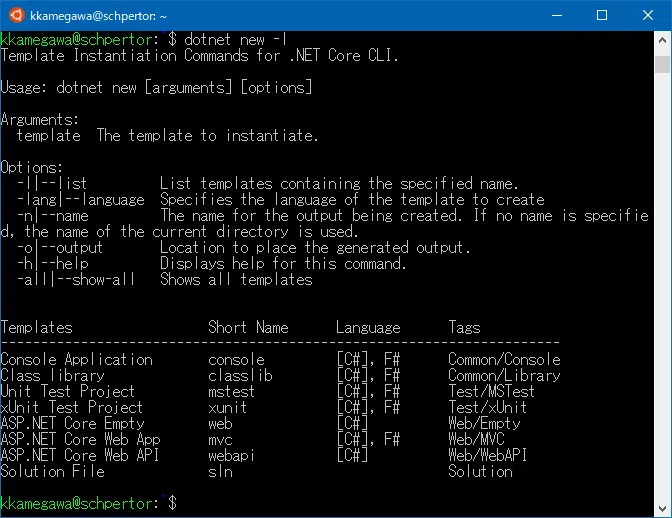 kkamegawa@schpertor: ~
kkamegawa@schpertor: $ dotnet new -l
Template Instantiation Commands for .NET Core CLI.
Usage: dotnet new [arguments] [options]
Arguments:
template  The template to instantiate.
Options:
-l|--list         List templates containing the specified name.
-lang|--language  Specifies the language of the template to create
-n|--name         The name for the output being created. If no name is specifie
d, the name of the current directory is used.
-o|--output       Location to place the generated output.
-h|--help         Displays help for this command.
-all|--show-all   Shows all templates
Templates                 Short Name      Language      Tags
----------------------------------------------------------------------
Console Application       console         [C#], F#      Common/Console
Class library             classlib        [C#], F#      Common/Library
Unit Test Project         mstest          [C#], F#      Test/MSTest
xUnit Test Project        xunit           [C#], F#      Test/xUnit
ASP.NET Core Empty        web             [C#]          Web/Empty
ASP.NET Core Web App      mvc             [C#], F#      Web/MVC
ASP.NET Core Web API      webapi          [C#]          Web/WebAPI
Solution File             sln                           Solution
kkamegawa@schpertor:~$